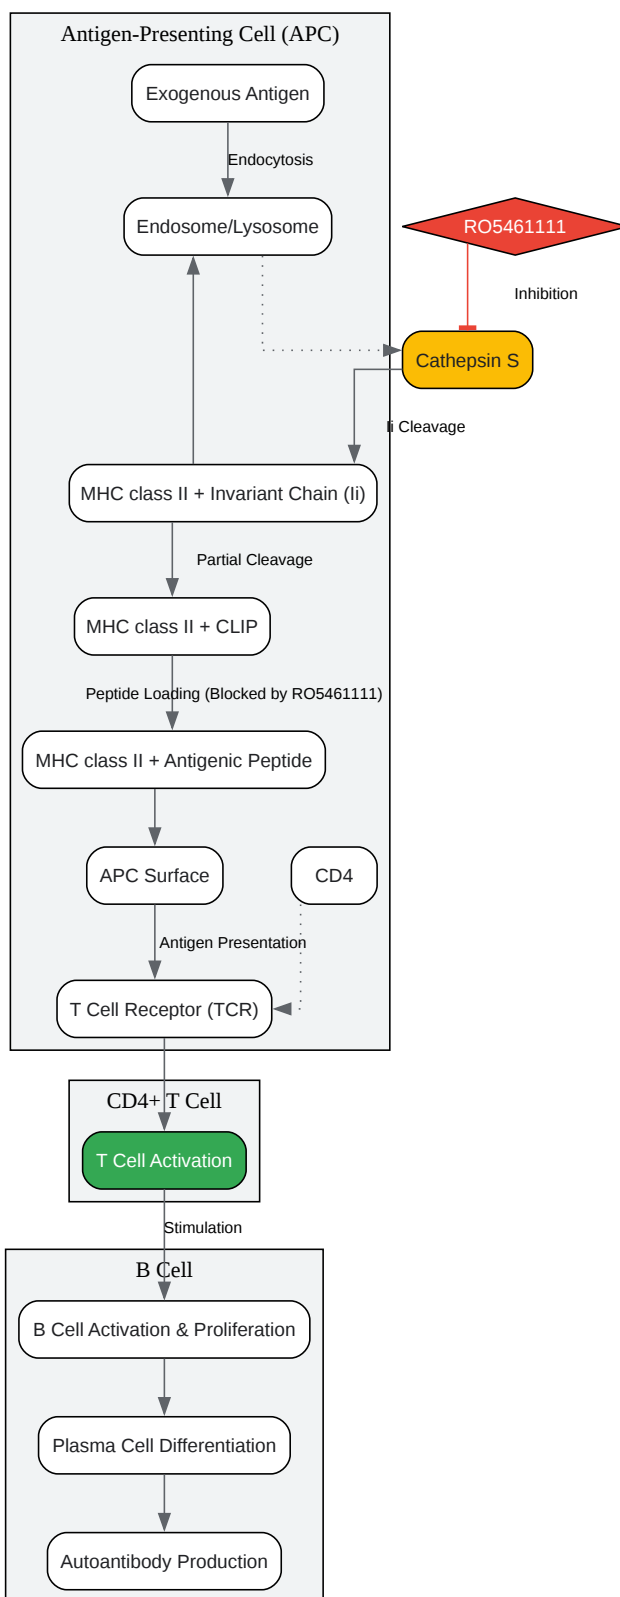 Antigen-Presenting Cell (APC)
Exogenous Antigen
Endocytosis
Endosome/Lysosome
RO5461111
Inhibition
Cathepsin S
Ii Cleavage
MHC class II + Invariant Chain (Ii)
Partial Cleavage
MHC class II + CLIP
Peptide Loading (Blocked by RO5461111)
MHC class II + Antigenic Peptide
APC Surface
CD4
Antigen Presentation
T Cell Receptor (TCR)
CD4+ T Cell
T Cell Activation
Stimulation
B Cell
B Cell Activation & Proliferation
Plasma Cell Differentiation
Autoantibody Production